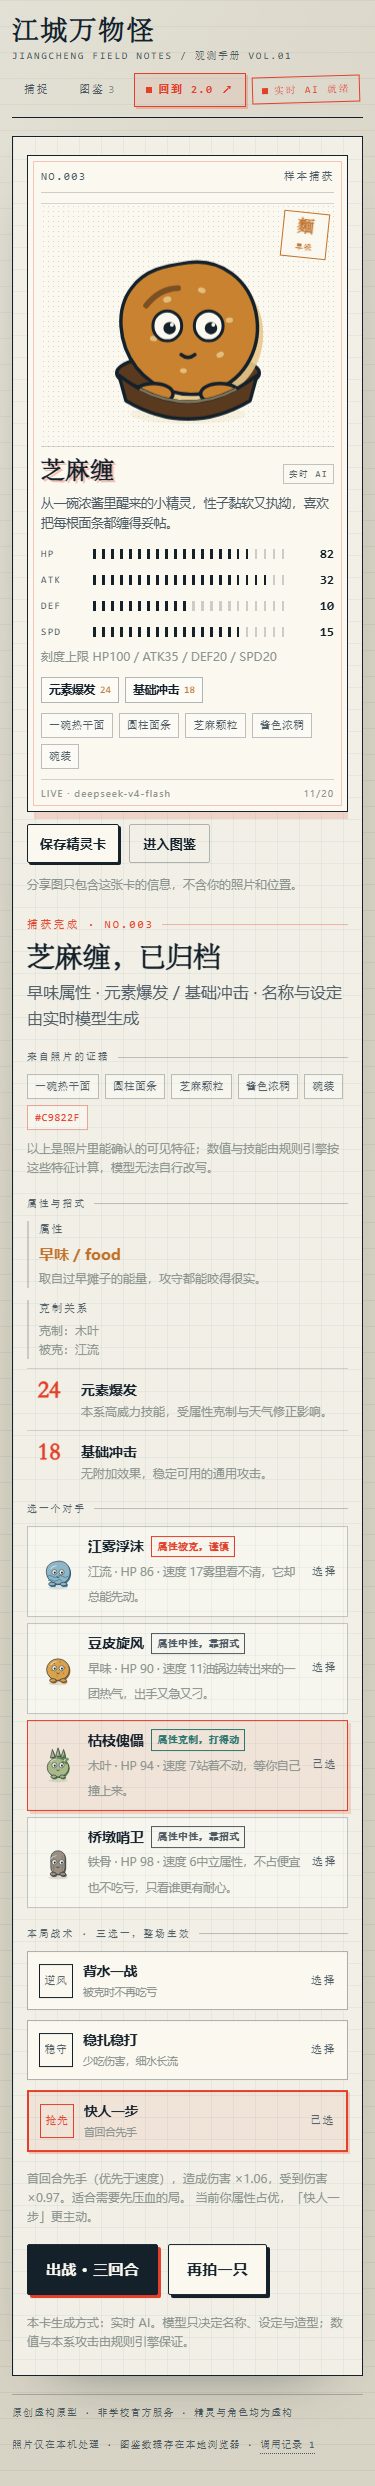 江城万物怪
JIANGCHENG FIELD NOTES / 观测手册 VOL.01
捕捉 图鉴 3 回到 2.0 ↗ 实时 AI 就绪
NO.003 样本捕获
早味
芝麻缠 实时 AI
从一碗浓酱里醒来的小精灵，性子黏软又执拗，喜欢
把每根面条都缠得妥帖。
HP 82
ATK 32
DEF 10
SPD 15
刻度上限 HP100 / ATK35 / DEF20 / SPD20
元素爆发 24 基础冲击 18
一碗热干面 圆柱面条 芝麻颗粒 酱色浓稠
碗装
LIVE · deepseek-v4-flash 11/20
保存精灵卡 进入图鉴
分享图只包含这张卡的信息，不含你的照片和位置。
捕获完成 · NO.003
芝麻缠，已归档
早味属性 · 元素爆发 / 基础冲击 · 名称与设定
由实时模型生成
来自照片的证据
一碗热干面 圆柱面条 芝麻颗粒 酱色浓稠 碗装
#C9822F
以上是照片里能确认的可见特征；数值与技能由规则引擎按
这些特征计算，模型无法自行改写。
属性与招式
属性
早味 / food
取自过早摊子的能量，攻守都能咬得很实。
克制关系
克制：木叶
被克：江流
24 元素爆发
本系高威力技能，受属性克制与天气修正影响。
18 基础冲击
无附加效果，稳定可用的通用攻击。
选一个对手
江雾浮沫 属性被克，谨慎
江流 · HP 86 · 速度 17雾里看不清，它却 选择
总能先动。
豆皮旋风 属性中性，靠招式
早味 · HP 90 · 速度 11油锅边转出来的一 选择
团热气，出手又急又刁。
枯枝傀儡 属性克制，打得动
木叶 · HP 94 · 速度 7站着不动，等你自己 已选
撞上来。
桥墩哨卫 属性中性，靠招式
铁骨 · HP 98 · 速度 6中立属性，不占便宜 选择
也不吃亏，只看谁更有耐心。
本局战术 · 三选一，整场生效
逆风 背水一战 选择
被克时不再吃亏
稳守 稳扎稳打 选择
少吃伤害，细水长流
抢先 快人一步 已选
首回合先手
首回合先手（优先于速度），造成伤害 ×1.06，受到伤害
×0.97。适合需要先压血的局。 当前你属性占优，「快人一
步」更主动。
出战 · 三回合 再拍一只
本卡生成方式：实时 AI。模型只决定名称、设定与造型；数
值与本系攻击由规则引擎保证。
原创虚构原型 · 非学校官方服务 · 精灵与角色均为虚构
照片仅在本机处理 · 图鉴数据存在本地浏览器 · 调用记录 1